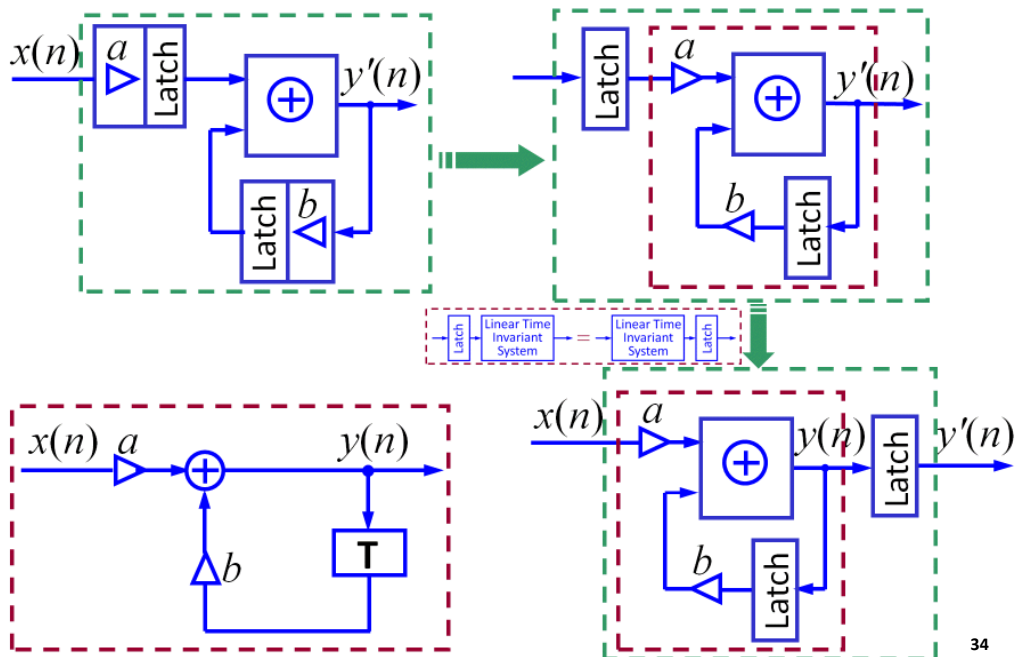 x(n) a Latch y'(n)
Latch b
Latch a y'(n)
b Latch
Latch Linear Time Invariant System = Linear Time Invariant System Latch
x(n) a y(n)
T
b
x(n) a y(n) Latch y'(n)
b Latch
34